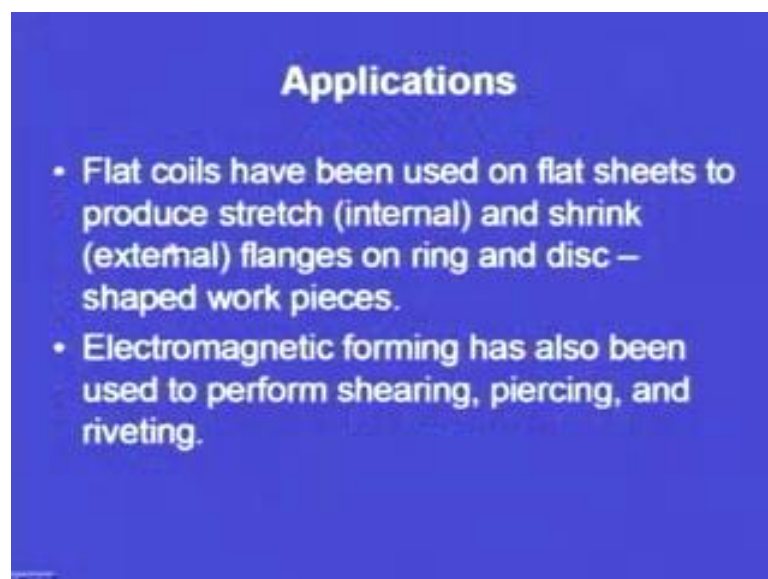 Applications
• Flat coils have been used on flat sheets to
produce stretch (internal) and shrink
(external) flanges on ring and disc –
shaped work pieces.
• Electromagnetic forming has also been
used to perform shearing, piercing, and
riveting.